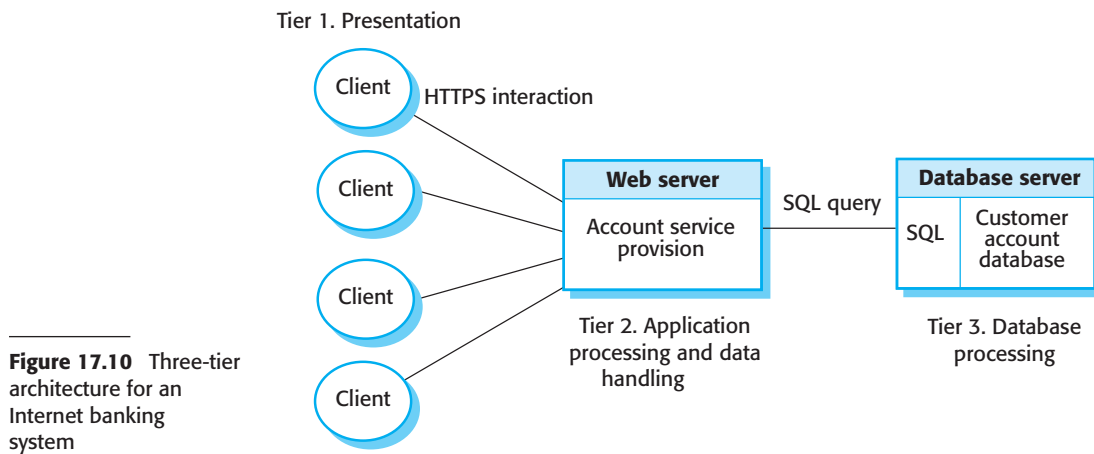 Tier 1. Presentation
Client
HTTPS interaction
Client
Client
Client
Web server
Account service
provision
SQL query
Database server
SQL
Customer
account
database
Tier 2. Application
processing and data
handling
Tier 3. Database
processing
Figure 17.10 Three-tier
architecture for an
Internet banking
system